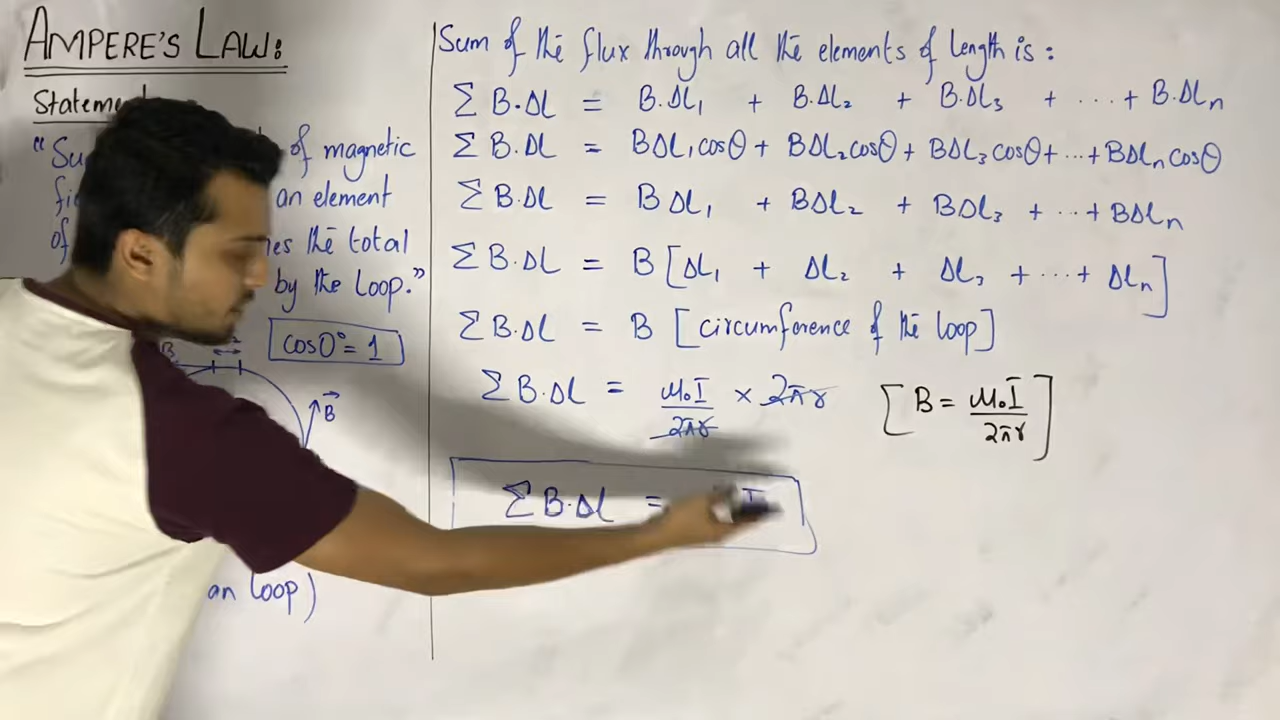 AMPERE'S LAW:
of magnetic
an element
of the total
by the loop."
cos0° = 1
B
B⃗
an loop)
Sum of the flux through all the elements of length is:
∑ B·Δl = B·Δl₁ + B·Δl₂ + B·Δl₃ + ... + B·Δlₙ
∑ B·Δl = BΔl₁cosθ + BΔl₂cosθ + BΔl₃cosθ + ... + BΔlₙcosθ
∑ B·Δl = BΔl₁ + BΔl₂ + BΔl₃ + ... + BΔlₙ
∑ B·Δl = B[Δl₁ + Δl₂ + Δl₃ + ... + Δlₙ]
∑ B·Δl = B [circumference of the loop]
∑ B·Δl = μ₀I/2πr × 2πr [B = μ₀I/2πr]
∑ B·Δl = I